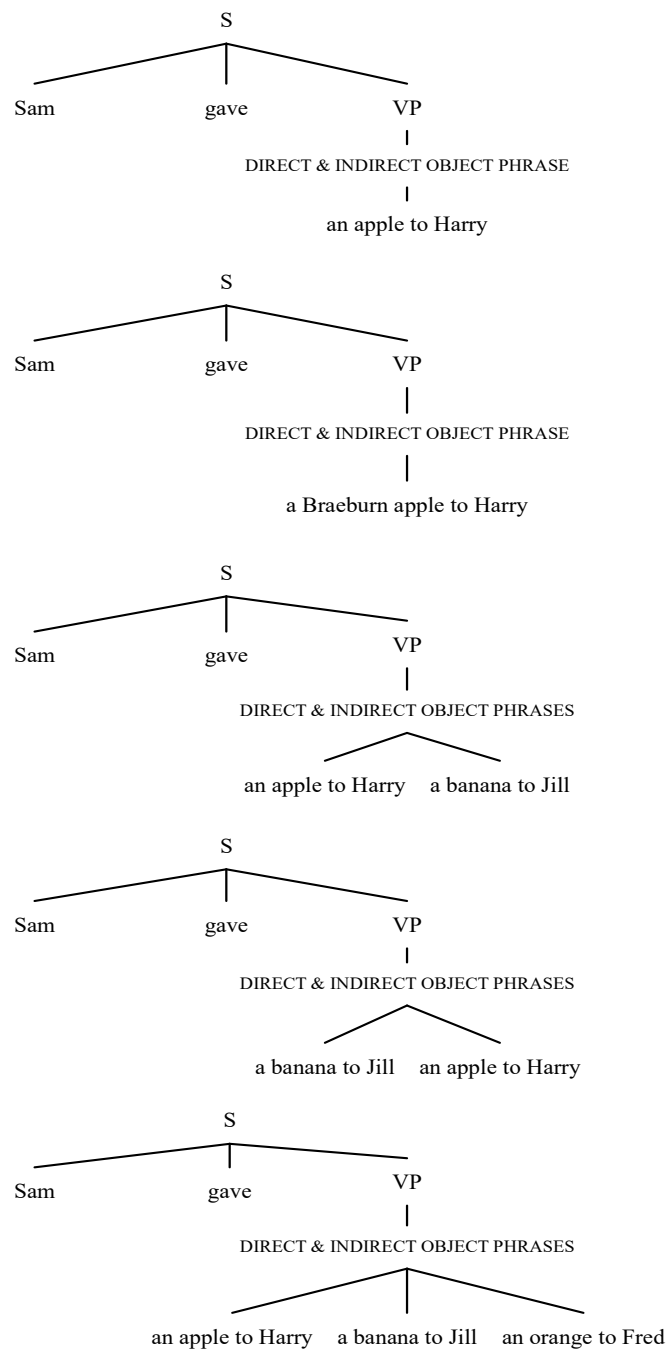 S
Sam gave VP
DIRECT & INDIRECT OBJECT PHRASE
an apple to Harry
S
Sam gave VP
DIRECT & INDIRECT OBJECT PHRASE
a Braeburn apple to Harry
S
Sam gave VP
DIRECT & INDIRECT OBJECT PHRASES
an apple to Harry a banana to Jill
S
Sam gave VP
DIRECT & INDIRECT OBJECT PHRASES
a banana to Jill an apple to Harry
S
Sam gave VP
DIRECT & INDIRECT OBJECT PHRASES
an apple to Harry a banana to Jill an orange to Fred